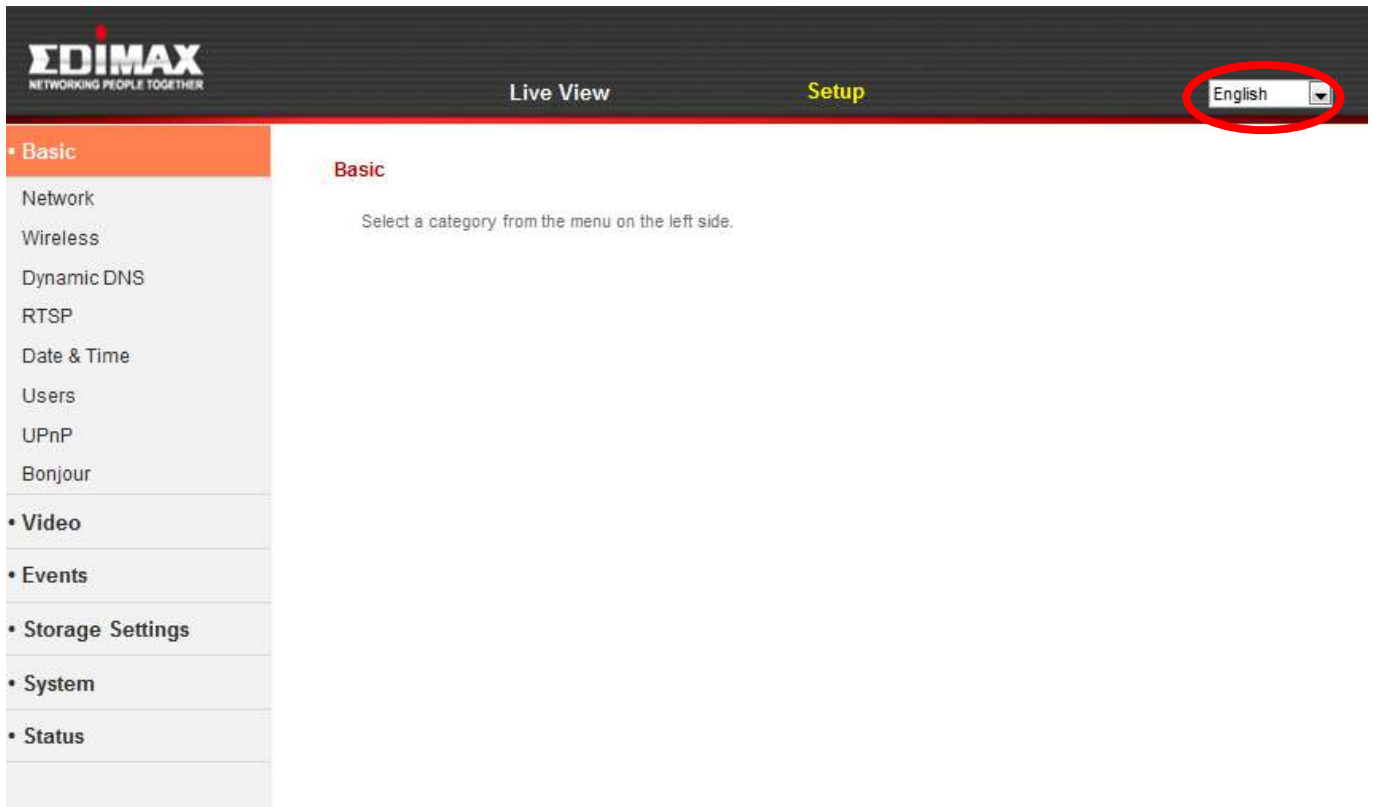 EDIMAX
NETWORKING PEOPLE TOGETHER
Live View
Setup
English
• Basic
Network
Wireless
Dynamic DNS
RTSP
Date & Time
Users
UPnP
Bonjour
• Video
• Events
• Storage Settings
• System
• Status
Basic
Select a category from the menu on the left side.